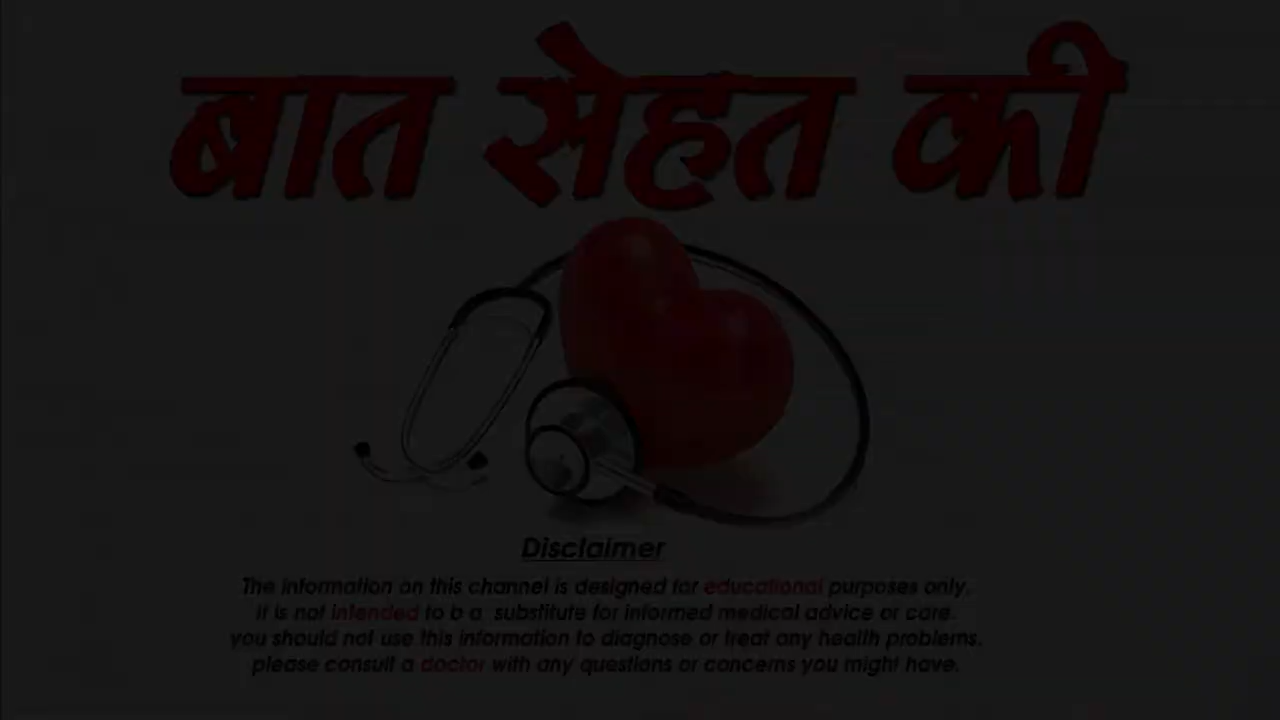 बात सेहत की
Disclaimer
The information on this channel is designed for educational purposes only.
it is not intended to b a substitute for informed medical advice or care.
you should not use this information to diagnose or treat any health problems.
please consult a doctor with any questions or concerns you might have.